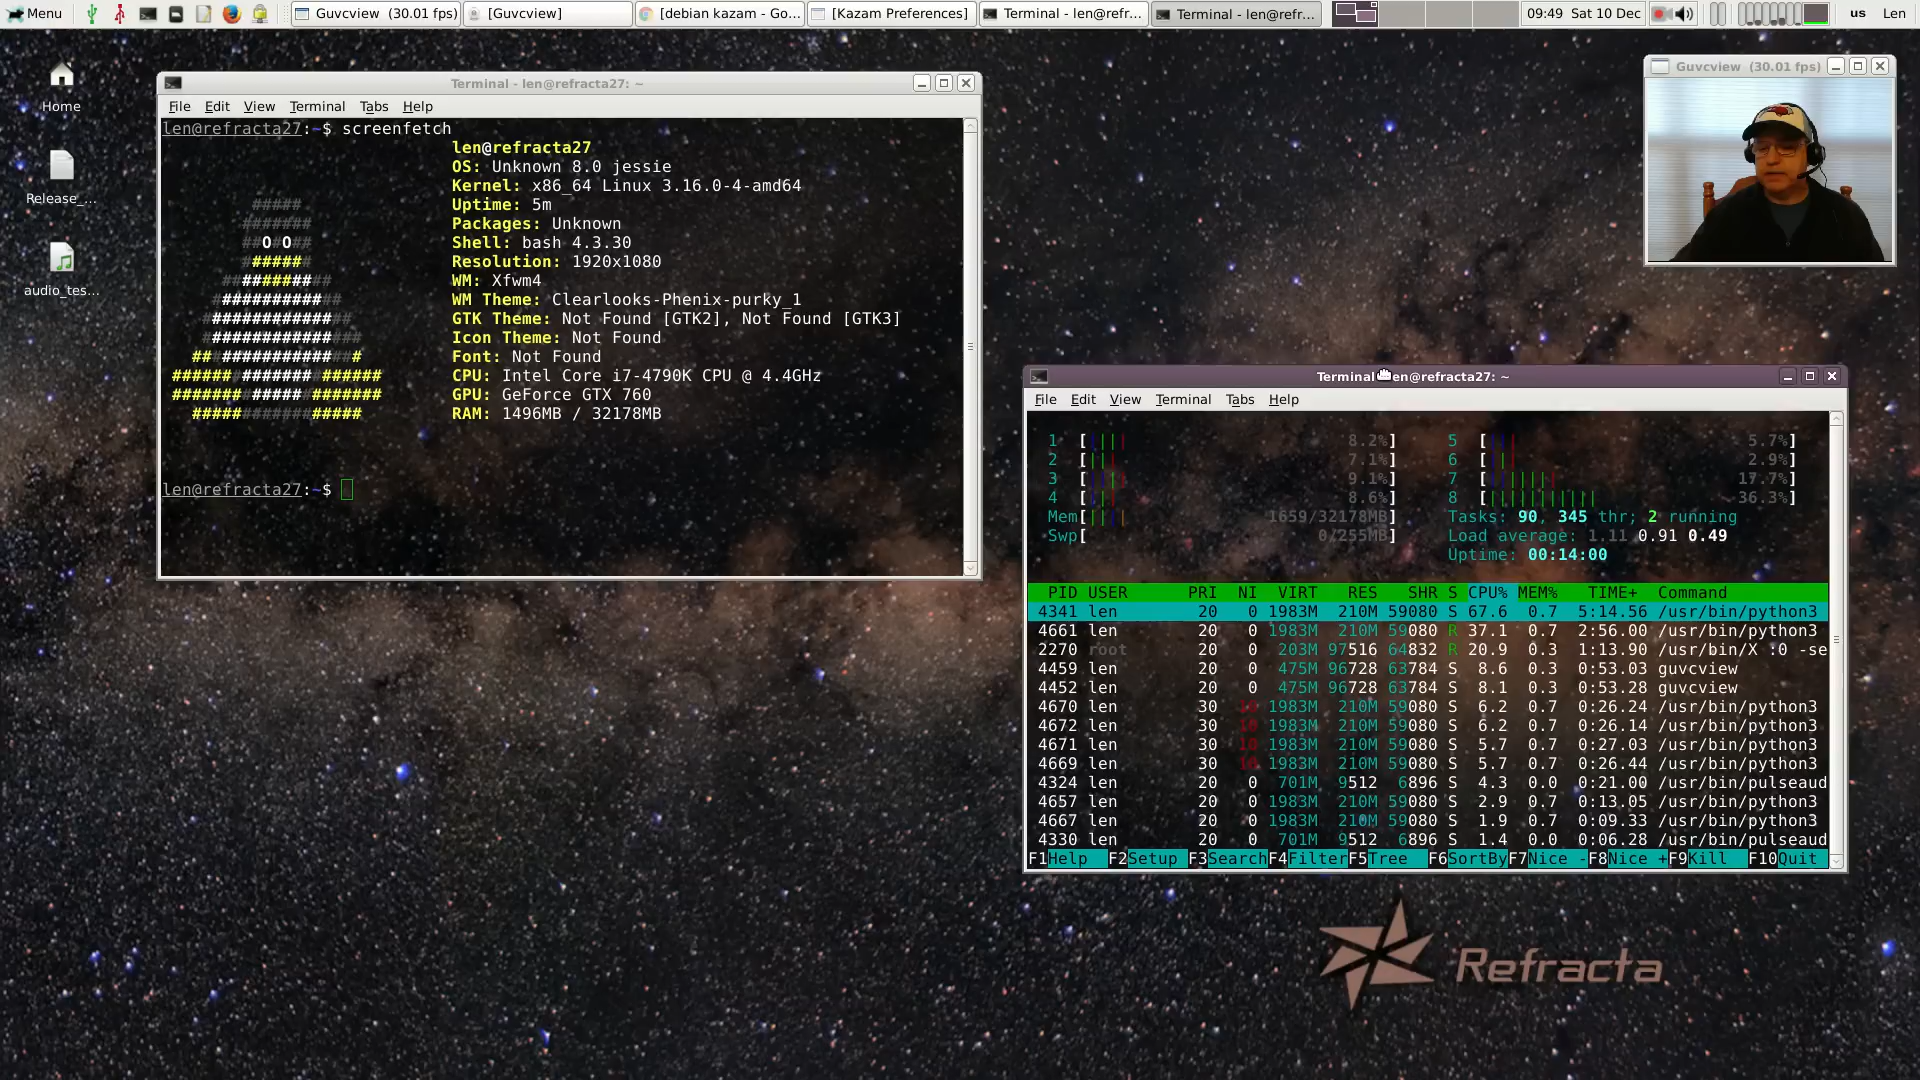 Menu
Guvcview (30.01 fps)
[Guvcview]
[debian kazam - Go...
[Kazam Preferences]
Terminal - len@refr...
Terminal - len@refr...
09:49 Sat 10 Dec
us
Len
Home
Release_...
audio_tes...
Terminal - len@refracta27: ~
File Edit View Terminal Tabs Help
len@refracta27:~$ screenfetch
len@refracta27
OS: Unknown 8.0 jessie
Kernel: x86_64 Linux 3.16.0-4-amd64
Uptime: 5m
Packages: Unknown
Shell: bash 4.3.30
Resolution: 1920x1080
WM: Xfwm4
WM Theme: Clearlooks-Phenix-purky_1
GTK Theme: Not Found [GTK2], Not Found [GTK3]
Icon Theme: Not Found
Font: Not Found
CPU: Intel Core i7-4790K CPU @ 4.4GHz
GPU: GeForce GTX 760
RAM: 1496MB / 32178MB
len@refracta27:~$
Guvcview (30.01 fps)
Terminal len@refracta27: ~
File Edit View Terminal Tabs Help
1 [|||| 8.2%] 5 [||| 5.7%]
2 [||| 7.1%] 6 [||| 2.9%]
3 [|||| 9.1%] 7 [||||||| 17.7%]
4 [|||| 8.6%] 8 [||||||||||| 36.3%]
Mem[|||| 1659/32178MB] Tasks: 90, 345 thr; 2 running
Swp[ 0/255MB] Load average: 1.11 0.91 0.49
Uptime: 00:14:00
PID USER PRI NI VIRT RES SHR S CPU% MEM% TIME+ Command
4341 len 20 0 1983M 210M 59080 S 67.6 0.7 5:14.56 /usr/bin/python3
4661 len 20 0 1983M 210M 59080 R 37.1 0.7 2:56.00 /usr/bin/python3
2270 root 20 0 203M 97516 64832 R 20.9 0.3 1:13.90 /usr/bin/X :0 -se
4459 len 20 0 475M 96728 63784 S 8.6 0.3 0:53.03 guvcview
4452 len 20 0 475M 96728 63784 S 8.1 0.3 0:53.28 guvcview
4670 len 30 10 1983M 210M 59080 S 6.2 0.7 0:26.24 /usr/bin/python3
4672 len 30 10 1983M 210M 59080 S 6.2 0.7 0:26.14 /usr/bin/python3
4671 len 30 10 1983M 210M 59080 S 5.7 0.7 0:27.03 /usr/bin/python3
4669 len 30 10 1983M 210M 59080 S 5.7 0.7 0:26.44 /usr/bin/python3
4324 len 20 0 701M 9512 6896 S 4.3 0.0 0:21.00 /usr/bin/pulseaud
4657 len 20 0 1983M 210M 59080 S 2.9 0.7 0:13.05 /usr/bin/python3
4667 len 20 0 1983M 210M 59080 S 1.9 0.7 0:09.33 /usr/bin/python3
4330 len 20 0 701M 9512 6896 S 1.4 0.0 0:06.28 /usr/bin/pulseaud
F1Help F2Setup F3SearchF4FilterF5Tree F6SortByF7Nice -F8Nice +F9Kill F10Quit
Refracta